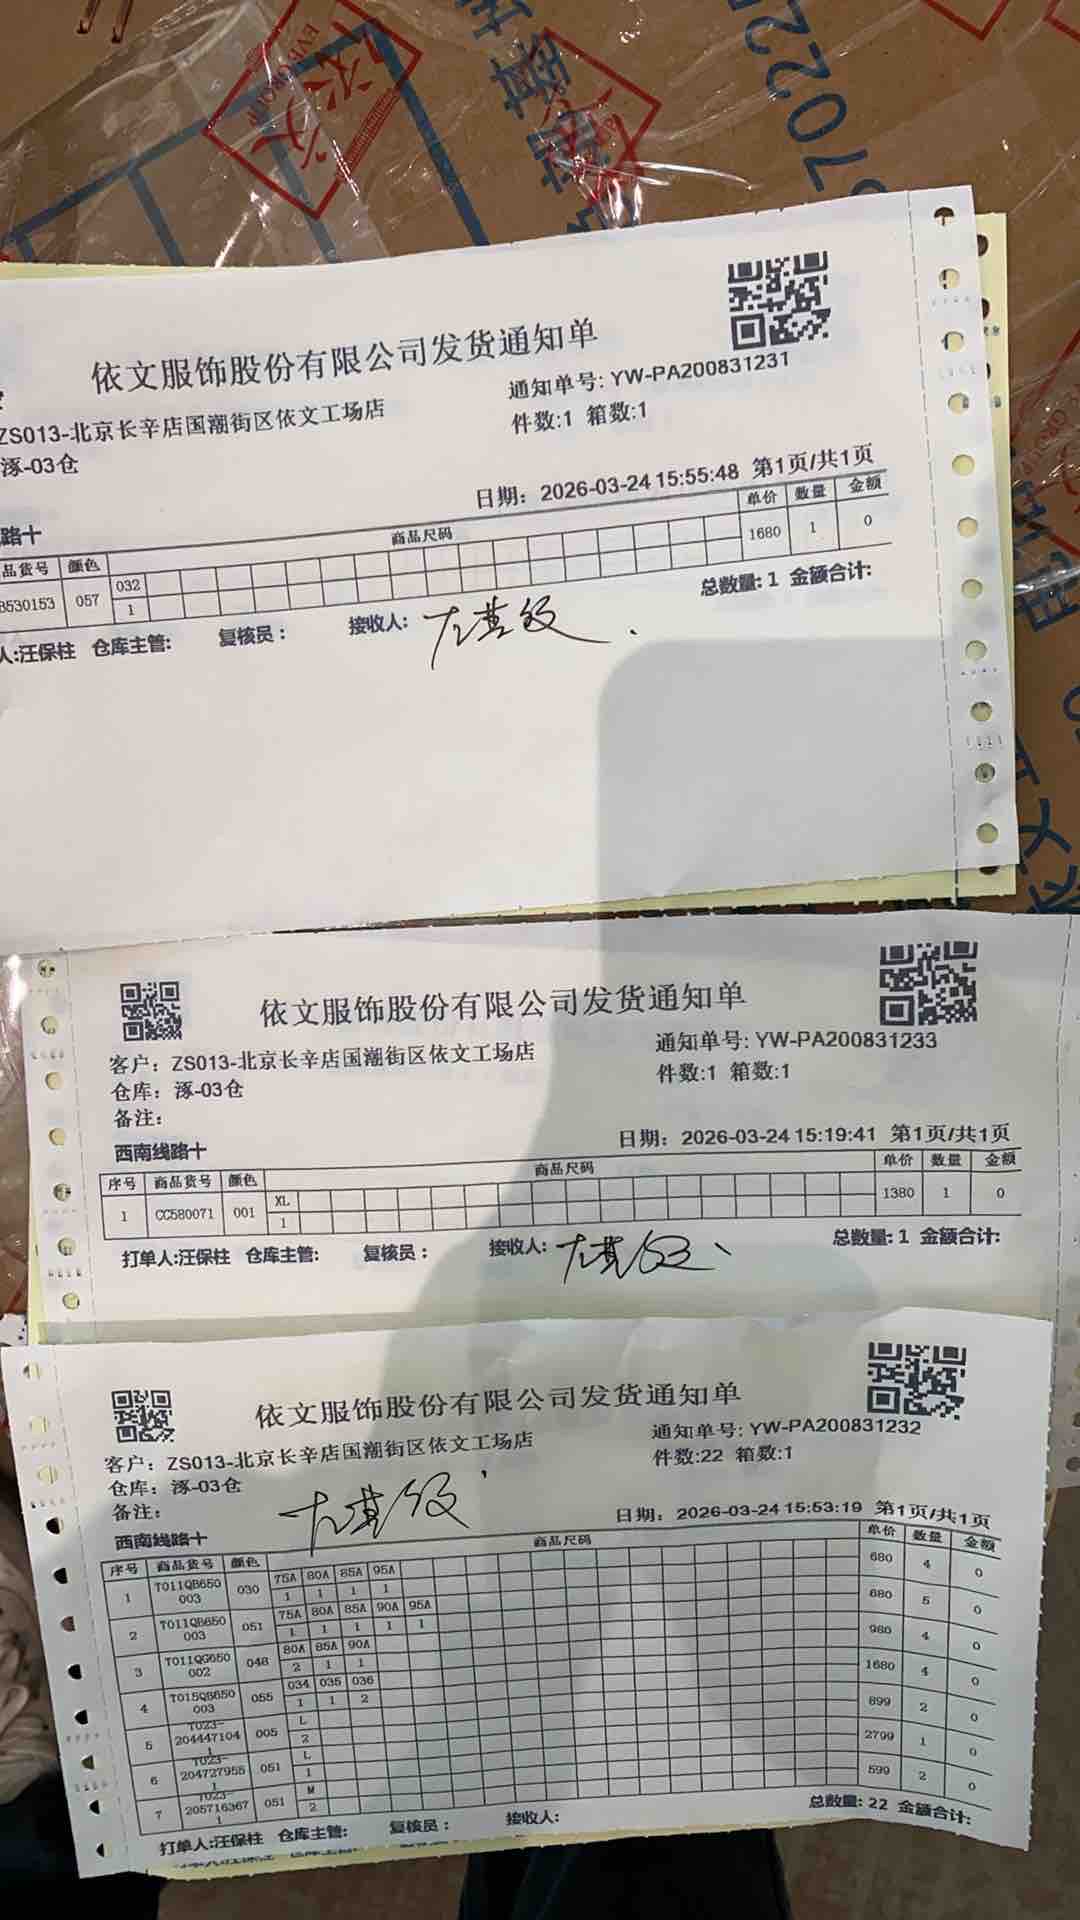 依文
EVE GROUP
依文服饰股份有限公司发货通知单
通知单号: YW-PA200831231
ZS013-北京长辛店国潮街区依文工场店
件数:1 箱数:1
涿-03仓
日期: 2026-03-24 15:55:48 第1页/共1页
线路十
品货号 颜色 商品尺码 单价 数量 金额
8530153 057 032 1680 1 0
1
总数量: 1 金额合计:
人:汪保柱 仓库主管: 复核员: 接收人:
依文服饰股份有限公司发货通知单
通知单号: YW-PA200831233
客户: ZS013-北京长辛店国潮街区依文工场店
件数:1 箱数:1
仓库: 涿-03仓
备注:
日期: 2026-03-24 15:19:41 第1页/共1页
西南线路十
序号 商品货号 颜色 商品尺码 单价 数量 金额
1 CC580071 001 XL 1380 1 0
1
总数量: 1 金额合计:
打单人:汪保柱 仓库主管: 复核员: 接收人:
依文服饰股份有限公司发货通知单
通知单号: YW-PA200831232
客户: ZS013-北京长辛店国潮街区依文工场店
件数:22 箱数:1
仓库: 涿-03仓
备注:
日期: 2026-03-24 15:53:19 第1页/共1页
西南线路十
序号 商品货号 颜色 商品尺码 单价 数量 金额
1 T011QB650 003 030 75A 80A 85A 95A 680 4 0
1 1 1 1
2 T011QB650 003 051 75A 80A 85A 90A 95A 680 5 0
1 1 1 1 1
3 T011QG650 002 048 80A 85A 90A 980 4 0
2 1 1
4 T015QB650 003 055 034 035 036 1680 4 0
1 1 2
5 T023- 204447104 1 005 L 899 2 0
2
6 T023- 204727955 1 051 L 2799 1 0
1
7 T023- 205716367 1 051 M 599 2 0
2
总数量: 22 金额合计:
打单人:汪保柱 仓库主管: 复核员: 接收人: